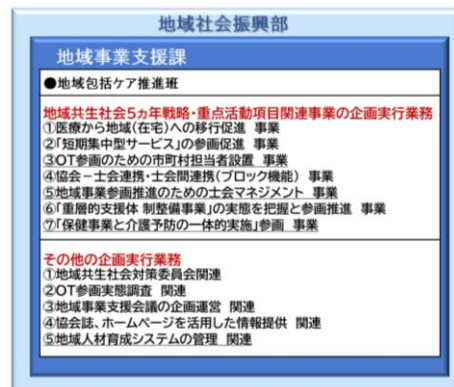 地域社会振興部
地域事業支援課
●地域包括ケア推進班
地域共生社会5ヵ年戦略・重点活動項目関連事業の企画実行業務
①医療から地域(在宅)への移行促進 事業
②「短期集中型サービス」の参画促進 事業
③OT参画のための市町村担当者設置 事業
④協会－士会連携・士会間連携(ブロック機能) 事業
⑤地域事業参画推進のための士会マネジメント 事業
⑥「重層的支援体 制整備事業」の実態を把握と参画推進 事業
⑦「保健事業と介護予防の一体的実施」参画 事業
その他の企画実行業務
①地域共生社会対策委員会関連
②OT参画実態調査 関連
③地域事業支援会議の企画運営 関連
④協会誌、ホームページを活用した情報提供 関連
⑤地域人材育成システムの管理 関連